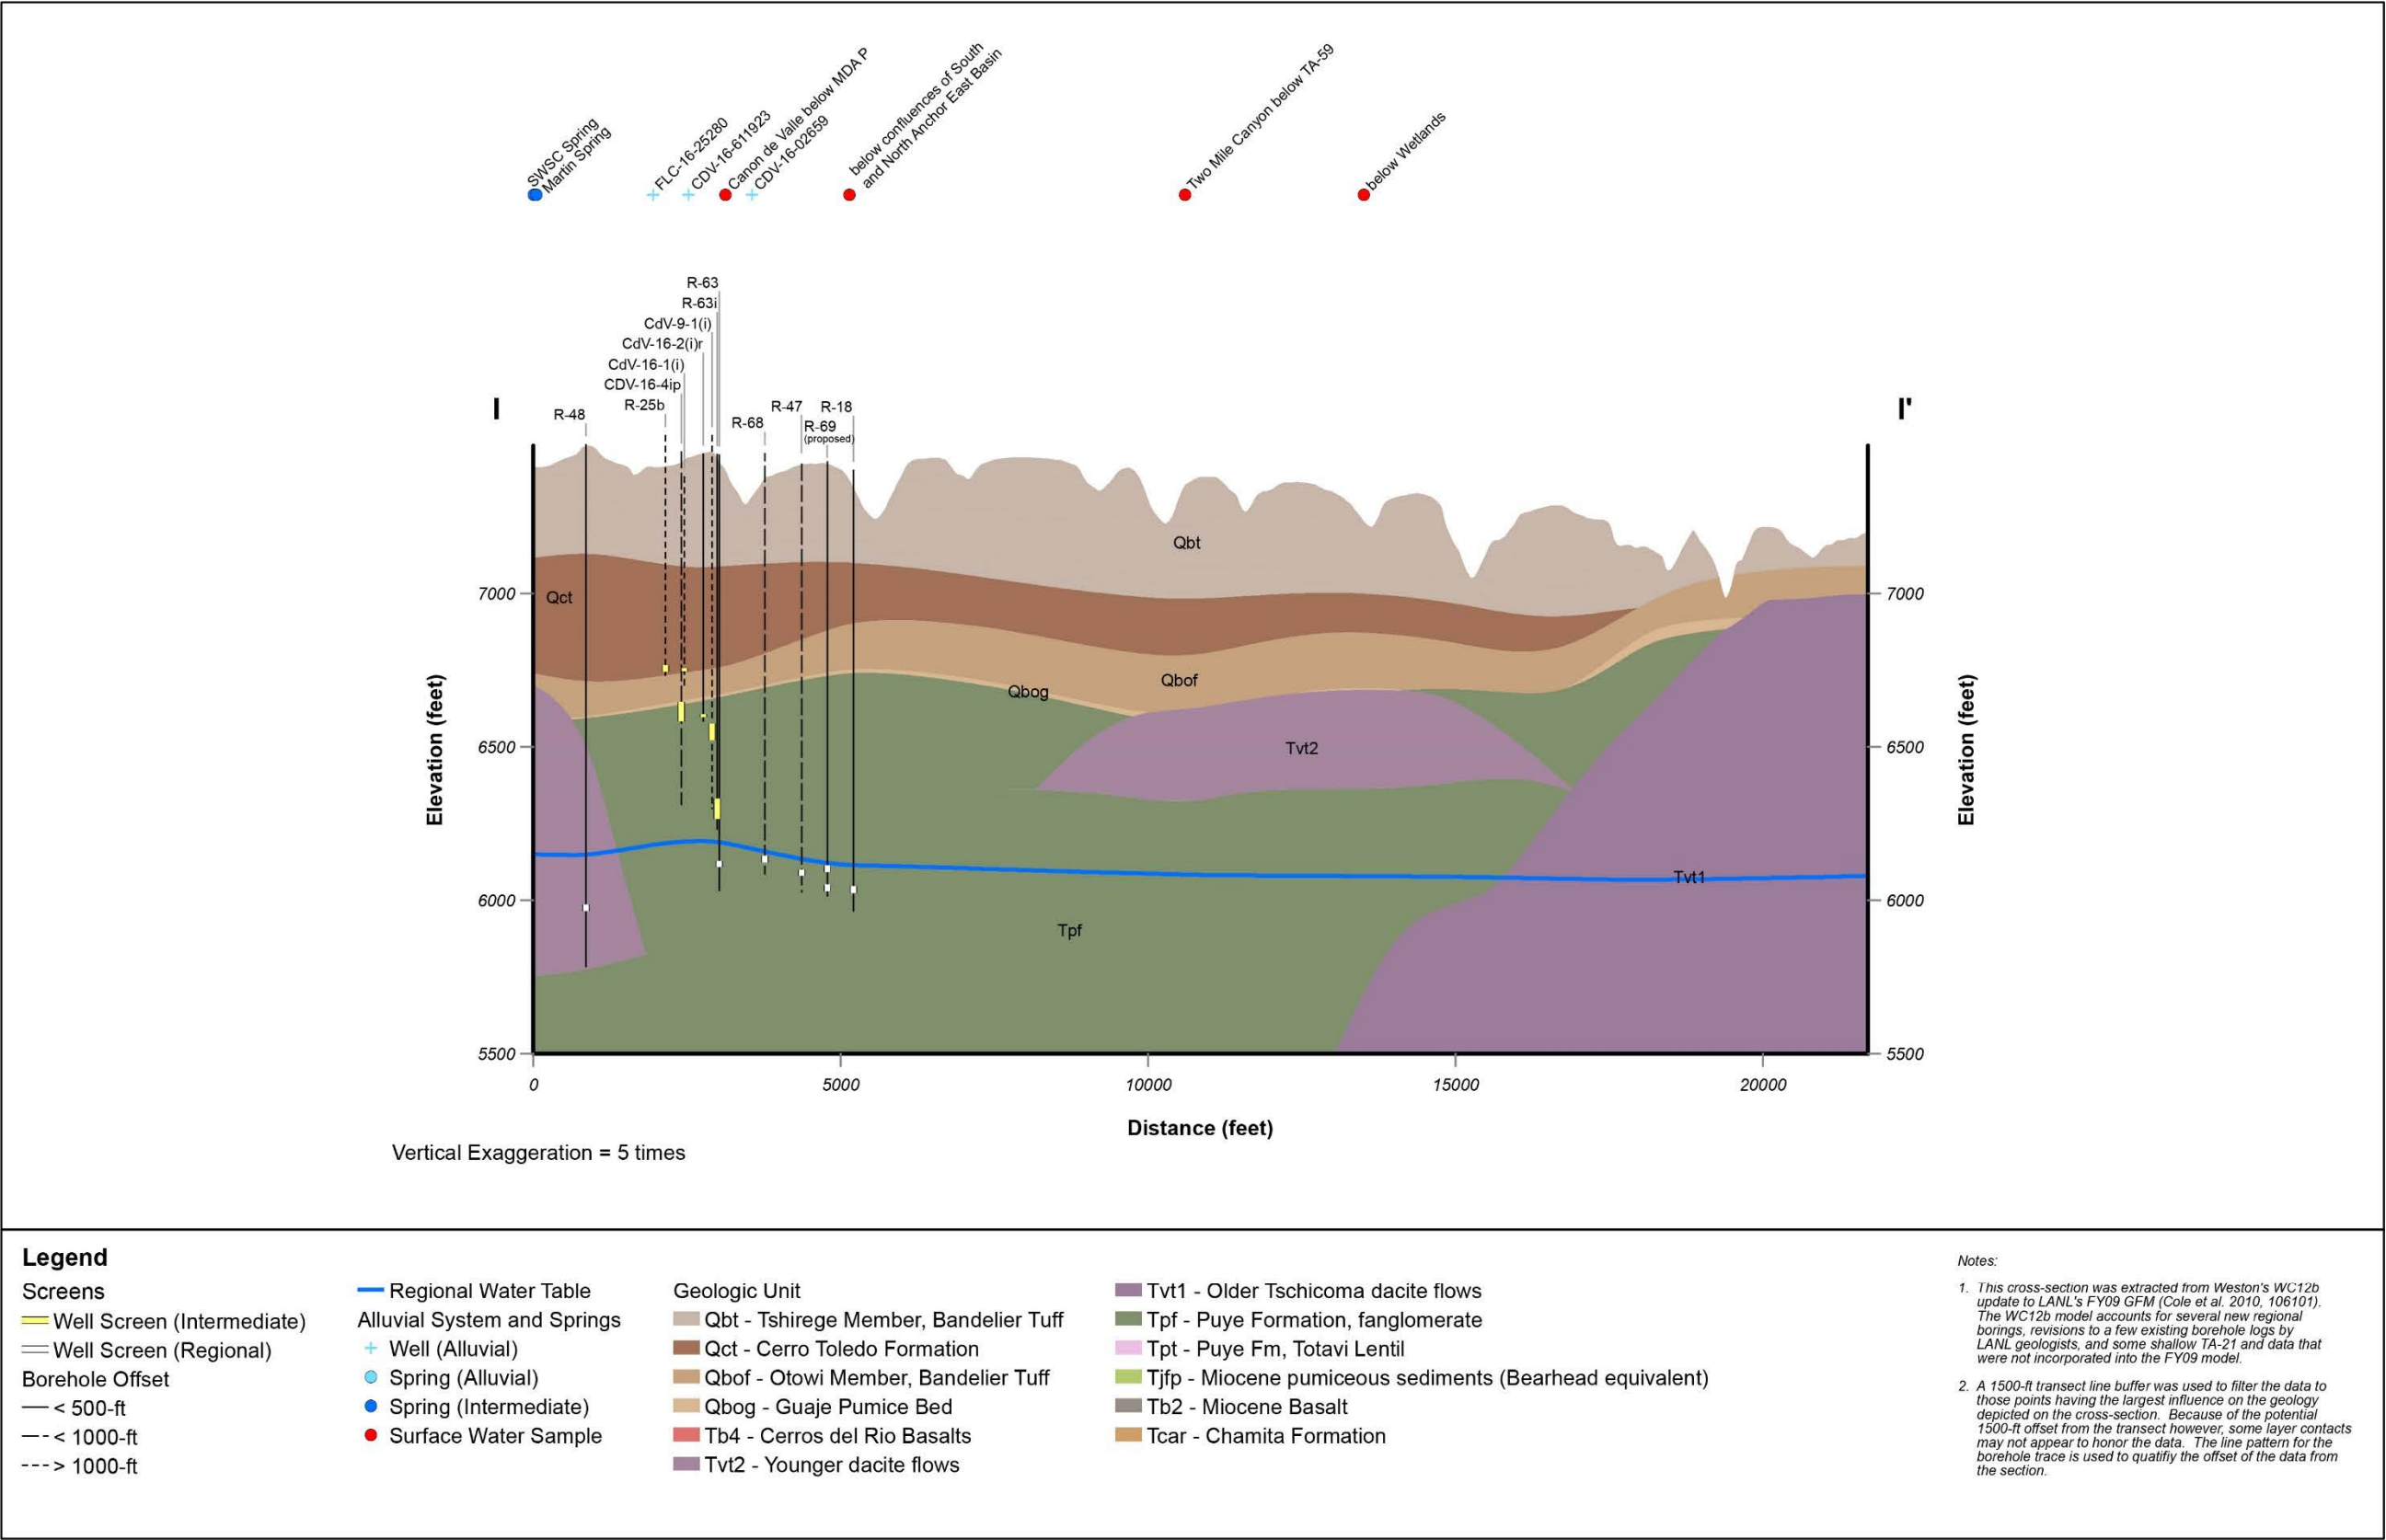 SWSC Spring
Martin Spring
FLC-16-25280
CDV-16-611923
Canon de Valle below MDA P
CDV-16-02659
below confluences of South
and North Anchor East Basin
Two Mile Canyon below TA-59
below Wetlands
R-63
R-63i
CdV-9-1(i)
CdV-16-2(i)r
CdV-16-1(i)
CDV-16-4ip
R-25b
R-48
R-68
R-47
R-69
(proposed)
R-18
I
I'
Qbt
Qct
Qbof
Qbog
Tvt2
Tvt1
Tpf
7000
6500
6000
5500
Elevation (feet)
7000
6500
6000
5500
Elevation (feet)
0
5000
10000
15000
20000
Distance (feet)
Vertical Exaggeration = 5 times
Legend
Screens
Well Screen (Intermediate)
Well Screen (Regional)
Borehole Offset
< 500-ft
< 1000-ft
> 1000-ft
Regional Water Table
Alluvial System and Springs
Well (Alluvial)
Spring (Alluvial)
Spring (Intermediate)
Surface Water Sample
Geologic Unit
Qbt - Tshirege Member, Bandelier Tuff
Qct - Cerro Toledo Formation
Qbof - Otowi Member, Bandelier Tuff
Qbog - Guaje Pumice Bed
Tb4 - Cerros del Rio Basalts
Tvt2 - Younger dacite flows
Tvt1 - Older Tschicoma dacite flows
Tpf - Puye Formation, fanglomerate
Tpt - Puye Fm, Totavi Lentil
Tjfp - Miocene pumiceous sediments (Bearhead equivalent)
Tb2 - Miocene Basalt
Tcar - Chamita Formation
Notes:
1. This cross-section was extracted from Weston's WC12b
update to LANL's FY09 GFM (Cole et al. 2010, 106101).
The WC12b model accounts for several new regional
borings, revisions to a few existing borehole logs by
LANL geologists, and some shallow TA-21 and data that
were not incorporated into the FY09 model.
2. A 1500-ft transect line buffer was used to filter the data to
those points having the largest influence on the geology
depicted on the cross-section. Because of the potential
1500-ft offset from the transect however, some layer contacts
may not appear to honor the data. The line pattern for the
borehole trace is used to quatifiy the offset of the data from
the section.